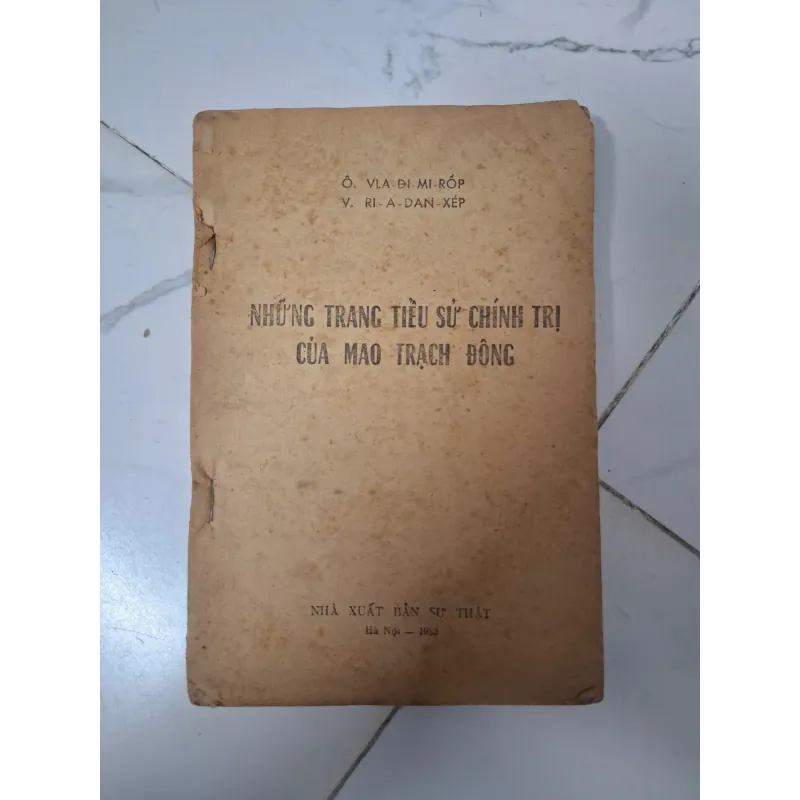 Ô. VLA-ĐI-MI-RỐP
V. RI-A-DAN-XÉP
NHỮNG TRANG TIỂU SỬ CHÍNH TRỊ
CỦA MAO TRẠCH ĐÔNG
NHÀ XUẤT BẢN SỰ THẬT
Hà Nội —